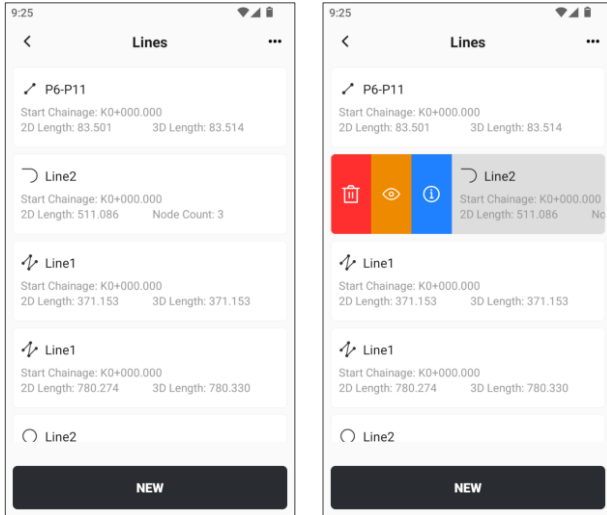 9:25
Lines
P6-P11
Start Chainage: K0+000.000
2D Length: 83.501 3D Length: 83.514
Line2
Start Chainage: K0+000.000
2D Length: 511.086 Node Count: 3
Line1
Start Chainage: K0+000.000
2D Length: 371.153 3D Length: 371.153
Line1
Start Chainage: K0+000.000
2D Length: 780.274 3D Length: 780.330
Line2
NEW
9:25
Lines
P6-P11
Start Chainage: K0+000.000
2D Length: 83.501 3D Length: 83.514
Line2
Start Chainage: K0+000.000
2D Length: 511.086 No
Line1
Start Chainage: K0+000.000
2D Length: 371.153 3D Length: 371.153
Line1
Start Chainage: K0+000.000
2D Length: 780.274 3D Length: 780.330
Line2
NEW